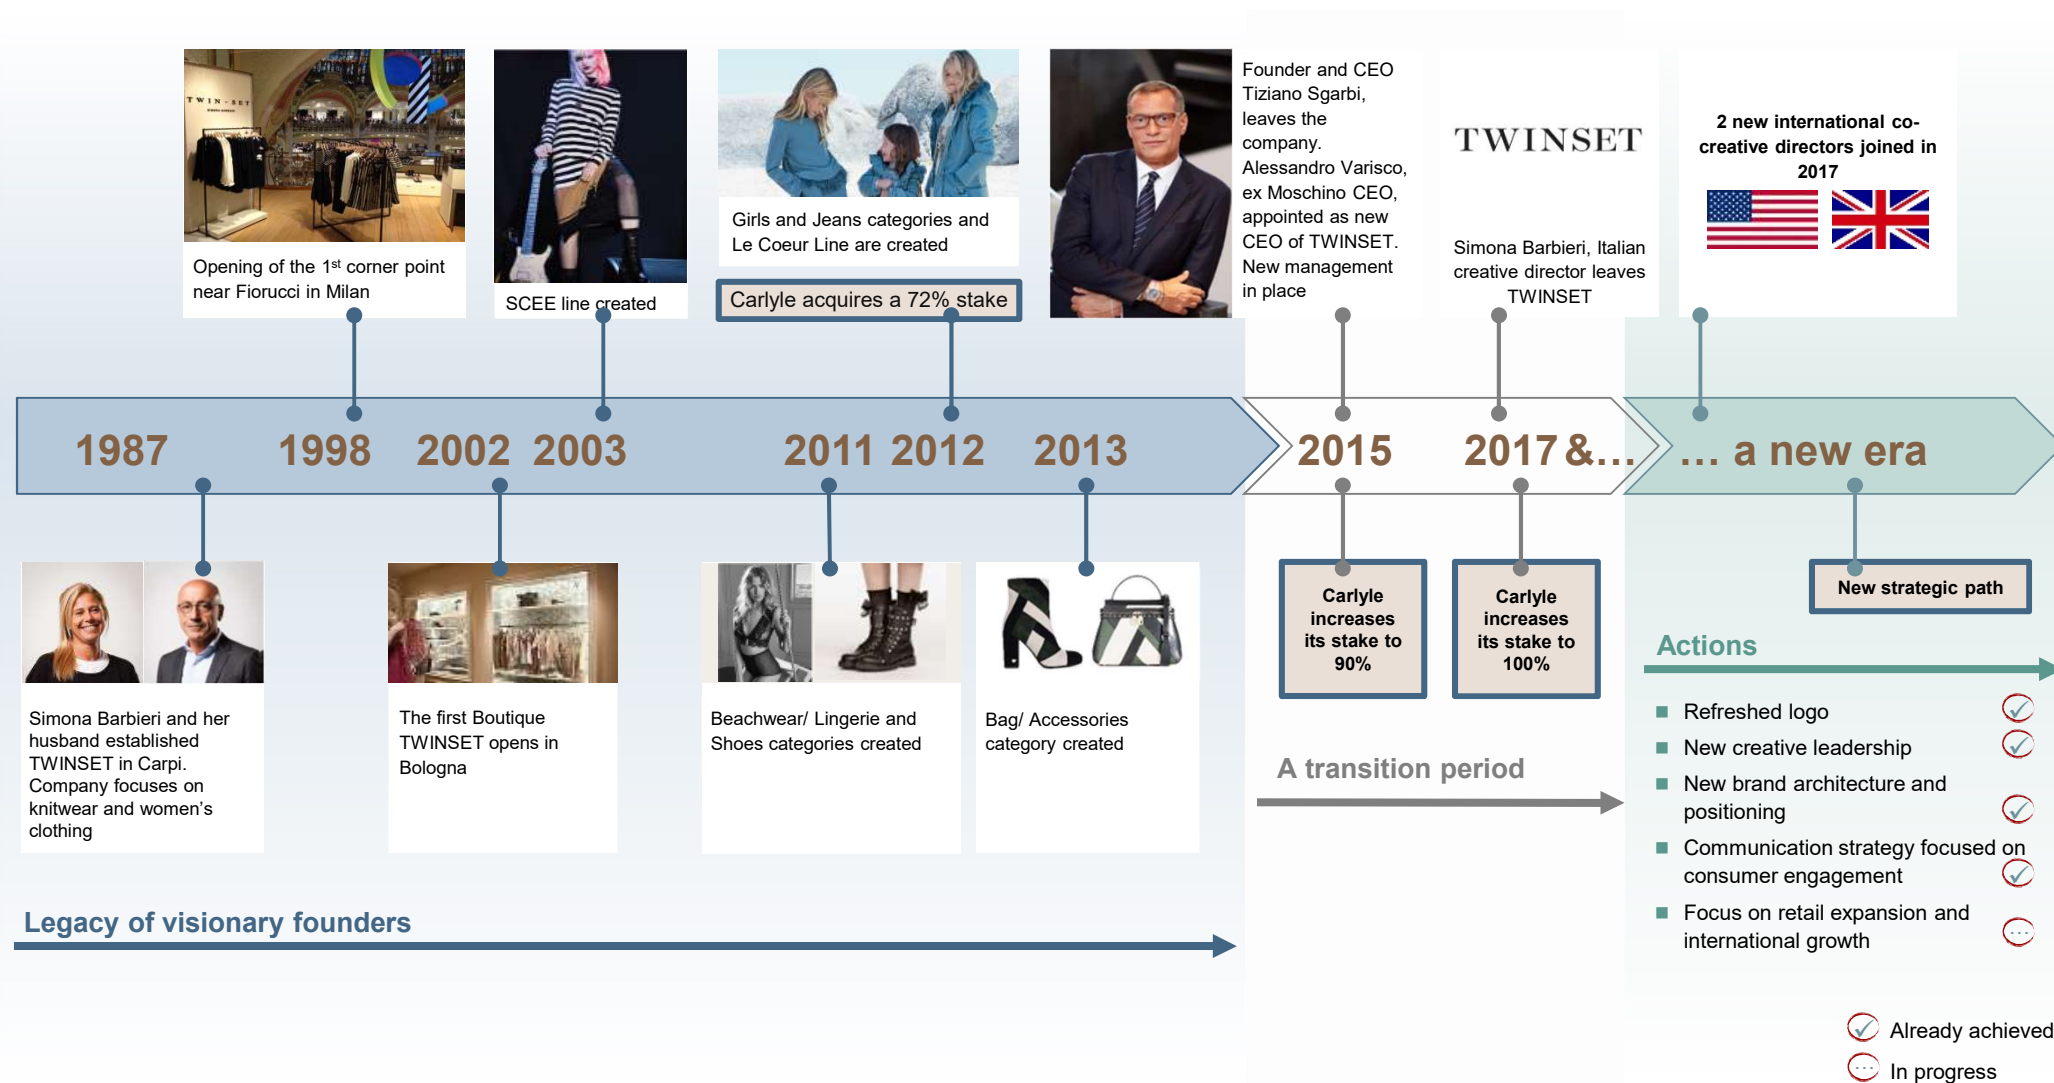 TWIN-SET
Opening of the 1st corner point
near Fiorucci in Milan
SCEE line created
Girls and Jeans categories and
Le Coeur Line are created
Carlyle acquires a 72% stake
Founder and CEO
Tiziano Sgarbi,
leaves the
company.
Alessandro Varisco,
ex Moschino CEO,
appointed as new
CEO of TWINSET.
New management
in place
TWINSET
Simona Barbieri, Italian
creative director leaves
TWINSET
2 new international co-
creative directors joined in
2017
1987
1998
2002
2003
2011
2012
2013
2015
2017 &...
... a new era
Simona Barbieri and her
husband established
TWINSET in Carpi.
Company focuses on
knitwear and women's
clothing
The first Boutique
TWINSET opens in
Bologna
Beachwear/ Lingerie and
Shoes categories created
Bag/ Accessories
category created
Carlyle
increases
its stake to
90%
Carlyle
increases
its stake to
100%
New strategic path
Legacy of visionary founders
A transition period
Actions
Refreshed logo
New creative leadership
New brand architecture and
positioning
Communication strategy focused on
consumer engagement
Focus on retail expansion and
international growth
Already achieved
In progress